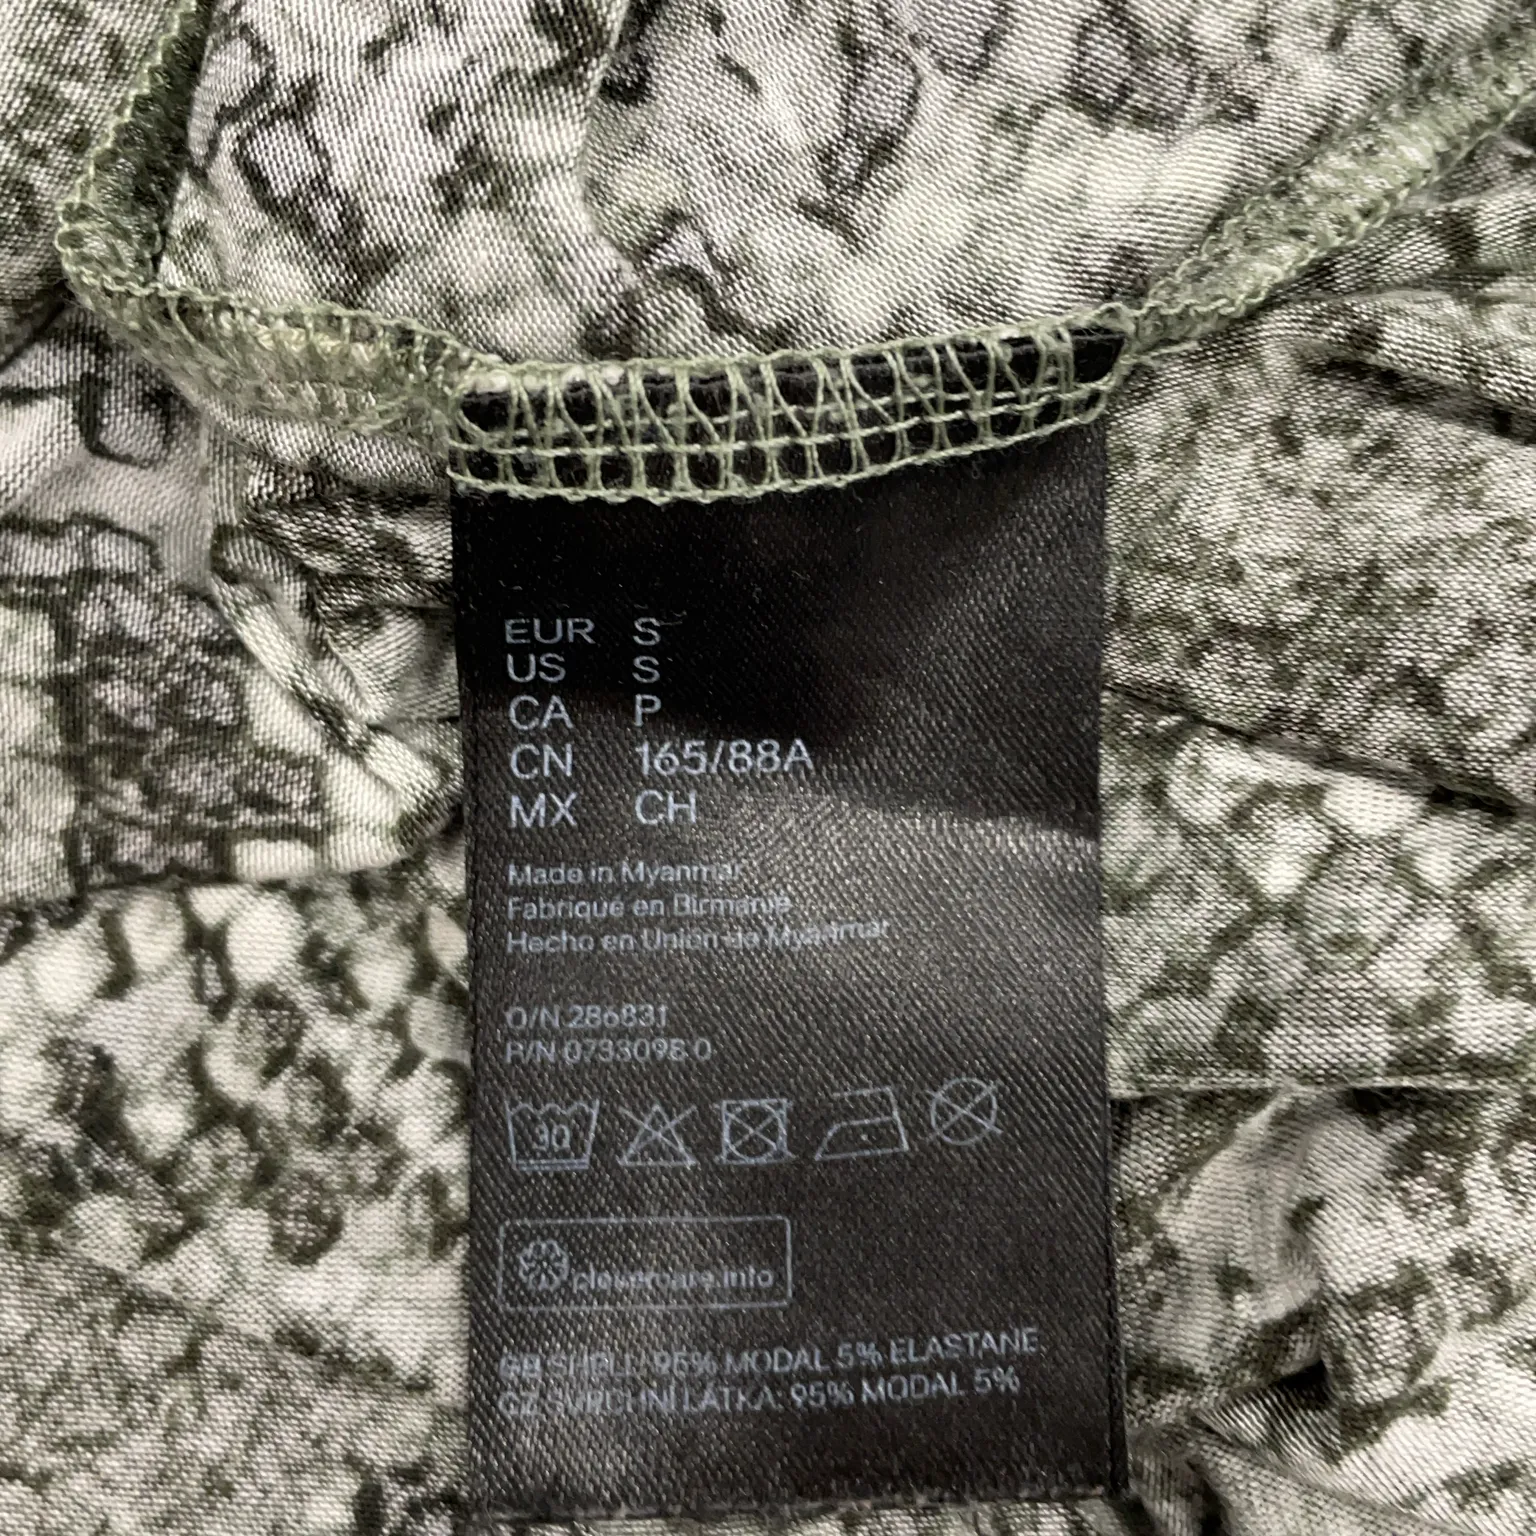 EUR S
US S
CA P
CN 165/88A
MX CH
Made in Myanmar
Fabriqué en Birmanie
Hecho en Unión de Myanmar
O/N 286831
P/N 0733098.0
30
clevercare.info
GB SHELL: 95% MODAL 5% ELASTANE
CZ SVRCHNÍ LÁTKA: 95% MODAL 5%